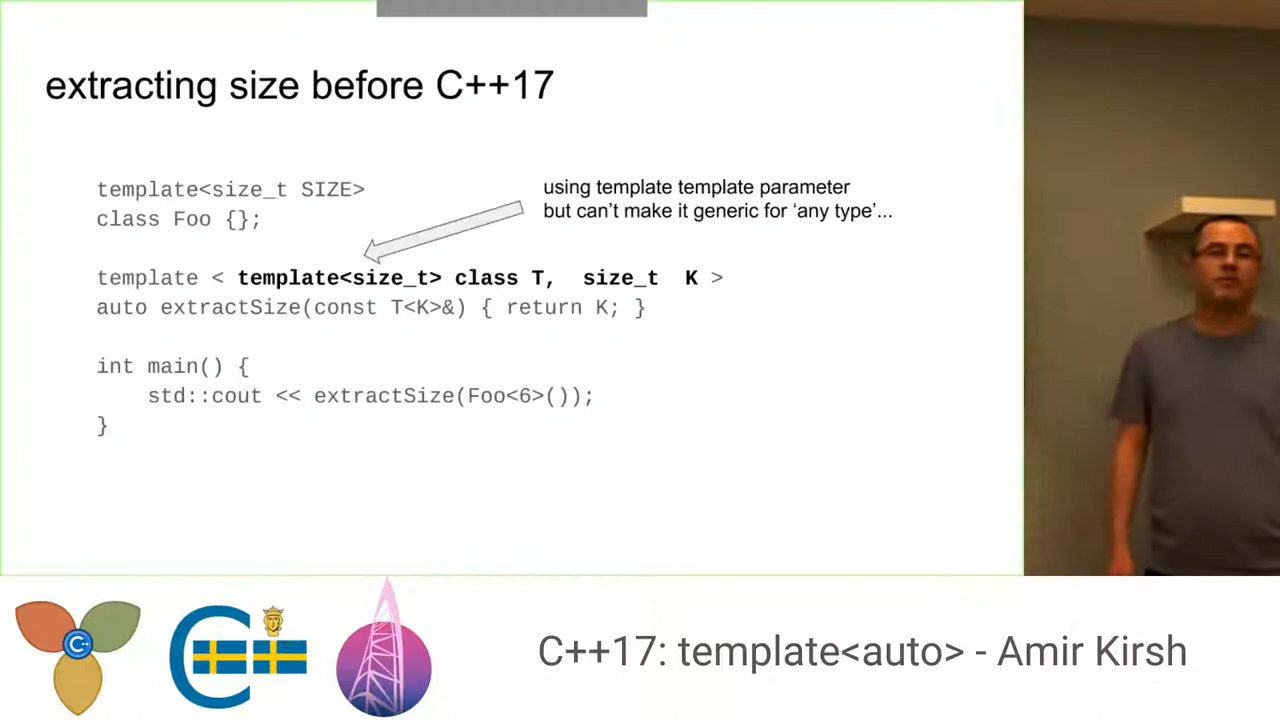 extracting size before C++17
template<size_t SIZE>
class Foo {};
using template template parameter
but can't make it generic for 'any type'...
template < template<size_t> class T, size_t K >
auto extractSize(const T<K>&) { return K; }
int main() {
std::cout << extractSize(Foo<6>());
}
C++
C++
C++17: template<auto> - Amir Kirsh